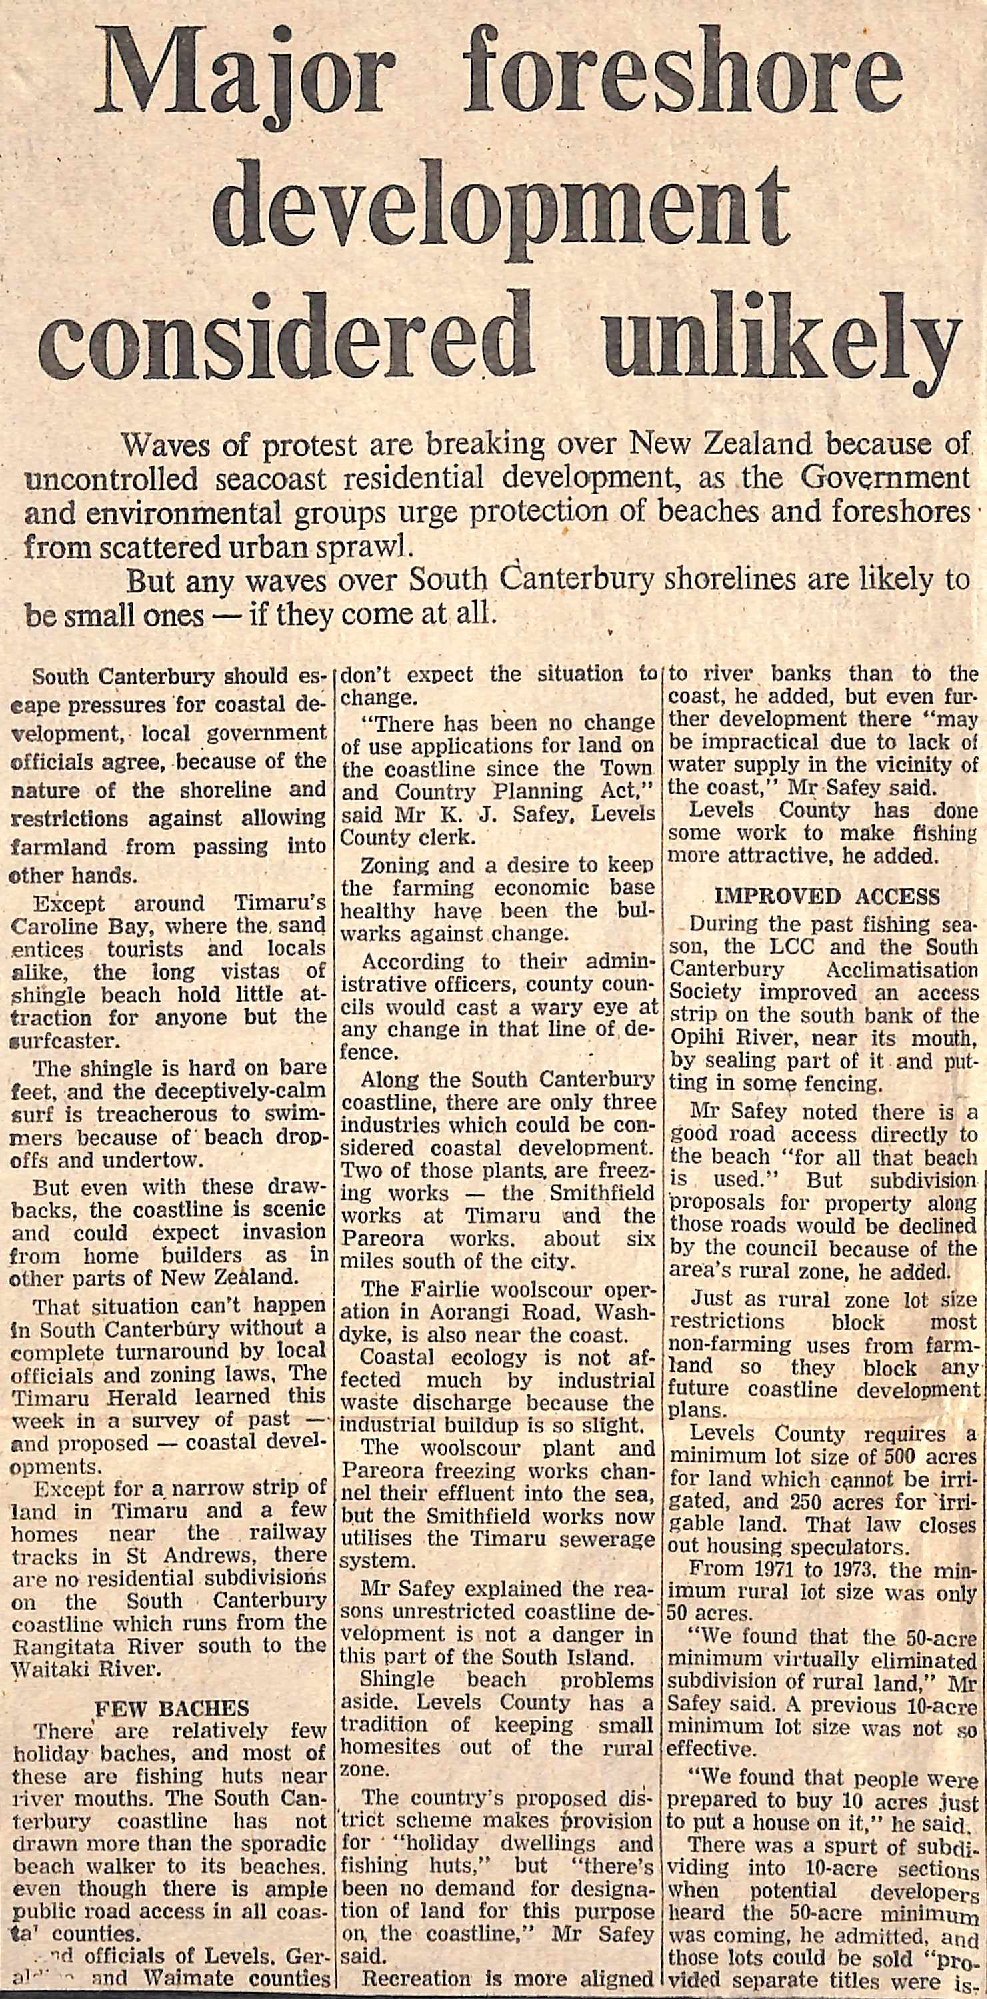 Major foreshore
development
considered unlikely
Waves of protest are breaking over New Zealand because of
uncontrolled seacoast residential development, as the Government
and environmental groups urge protection of beaches and foreshores
from scattered urban sprawl.
But any waves over South Canterbury shorelines are likely to
be small ones — if they come at all.
South Canterbury should es-
cape pressures for coastal de-
velopment, local government
officials agree, because of the
nature of the shoreline and
restrictions against allowing
farmland from passing into
other hands.
Except around Timaru's
Caroline Bay, where the sand
entices tourists and locals
alike, the long vistas of
shingle beach hold little at-
traction for anyone but the
surfcaster.
The shingle is hard on bare
feet, and the deceptively-calm
surf is treacherous to swim-
mers because of beach drop-
offs and undertow.
But even with these draw-
backs, the coastline is scenic
and could expect invasion
from home builders as in
other parts of New Zealand.
That situation can't happen
in South Canterbury without a
complete turnaround by local
officials and zoning laws, The
Timaru Herald learned this
week in a survey of past —
and proposed — coastal devel-
opments.
Except for a narrow strip of
land in Timaru and a few
homes near the railway
tracks in St Andrews, there
are no residential subdivisions
on the South Canterbury
coastline which runs from the
Rangitata River south to the
Waitaki River.
FEW BACHES
There are relatively few
holiday baches, and most of
these are fishing huts near
river mouths. The South Can-
terbury coastline has not
drawn more than the sporadic
beach walker to its beaches,
even though there is ample
public road access in all coas-
ta' counties.
officials of Levels, Ger-
and Waimate counties
don't expect the situation to
change.
"There has been no change
of use applications for land on
the coastline since the Town
and Country Planning Act,"
said Mr K. J. Safey, Levels
County clerk.
Zoning and a desire to keep
the farming economic base
healthy have been the bul-
warks against change.
According to their admin-
istrative officers, county coun-
cils would cast a wary eye at
any change in that line of de-
fence.
Along the South Canterbury
coastline, there are only three
industries which could be con-
sidered coastal development.
Two of those plants are freez-
ing works — the Smithfield
works at Timaru and the
Pareora works, about six
miles south of the city.
The Fairlie woolscour oper-
ation in Aorangi Road, Wash-
dyke, is also near the coast.
Coastal ecology is not af-
fected much by industrial
waste discharge because the
industrial buildup is so slight.
The woolscour plant and
Pareora freezing works chan-
nel their effluent into the sea,
but the Smithfield works now
utilises the Timaru sewerage
system.
Mr Safey explained the rea-
sons unrestricted coastline de-
velopment is not a danger in
this part of the South Island.
Shingle beach problems
aside, Levels County has a
tradition of keeping small
homesites out of the rural
zone.
The country's proposed dis-
trict scheme makes provision
for "holiday dwellings and
fishing huts," but "there's
been no demand for designa-
tion of land for this purpose
on the coastline," Mr Safey
said.
Recreation is more aligned
to river banks than to the
coast, he added, but even fur-
ther development there "may
be impractical due to lack of
water supply in the vicinity of
the coast," Mr Safey said.
Levels County has done
some work to make fishing
more attractive, he added.
IMPROVED ACCESS
During the past fishing sea-
son, the LCC and the South
Canterbury Acclimatisation
Society improved an access
strip on the south bank of the
Opihi River, near its mouth,
by sealing part of it and put-
ting in some fencing.
Mr Safey noted there is a
good road access directly to
the beach "for all that beach
is used." But subdivision
proposals for property along
those roads would be declined
by the council because of the
area's rural zone, he added.
Just as rural zone lot size
restrictions block most
non-farming uses from farm-
land so they block any
future coastline development
plans.
Levels County requires a
minimum lot size of 500 acres
for land which cannot be irri-
gated, and 250 acres for irri-
gable land. That law closes
out housing speculators.
From 1971 to 1973, the min-
imum rural lot size was only
50 acres.
"We found that the 50-acre
minimum virtually eliminated
subdivision of rural land," Mr
Safey said. A previous 10-acre
minimum lot size was not so
effective.
"We found that people were
prepared to buy 10 acres just
to put a house on it," he said.
There was a spurt of subdi-
viding into 10-acre sections
when potential developers
heard the 50-acre minimum
was coming, he admitted, and
those lots could be sold "pro-
vided separate titles were is-